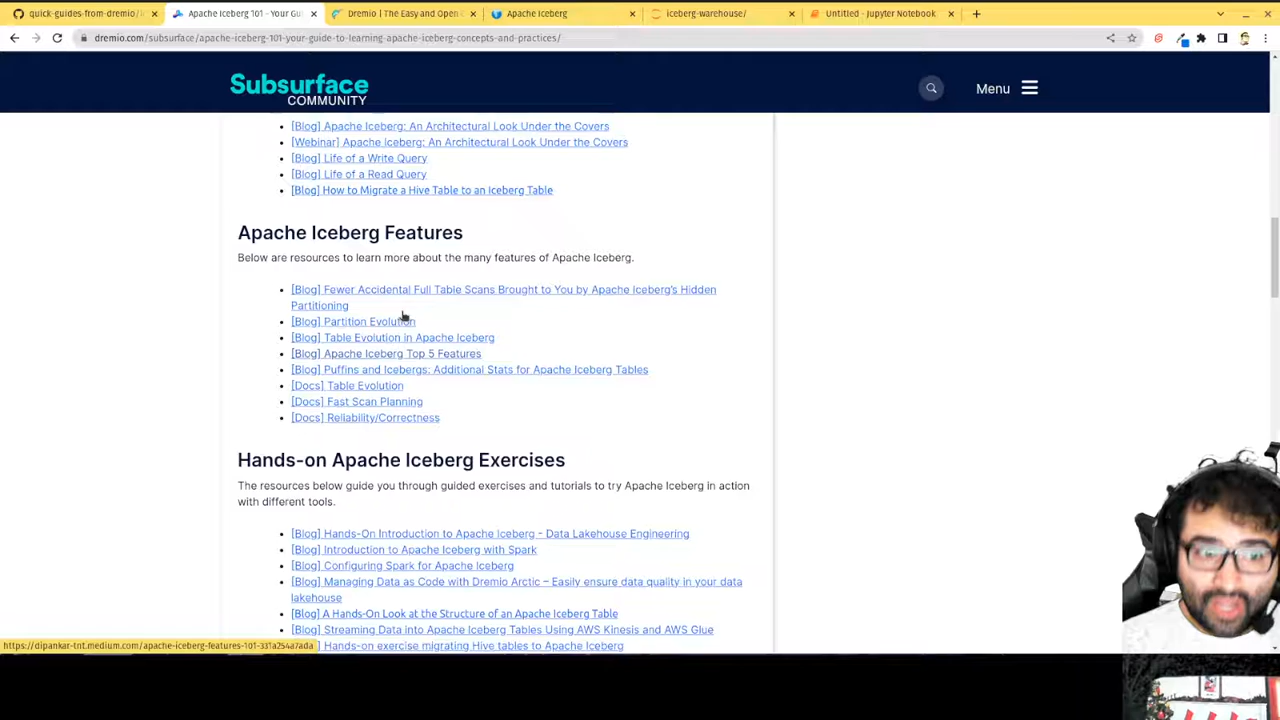 quick-guides-from-dremio/ic
Apache Iceberg 101 – Your Gu
Dremio | The Easy and Open
Apache Iceberg
iceberg-warehouse/
Untitled - Jupyter Notebook
dremio.com/subsurface/apache-iceberg-101-your-guide-to-learning-apache-iceberg-concepts-and-practices/
Subsurface
COMMUNITY
Menu
[Blog] Apache Iceberg: An Architectural Look Under the Covers
[Webinar] Apache Iceberg: An Architectural Look Under the Covers
[Blog] Life of a Write Query
[Blog] Life of a Read Query
[Blog] How to Migrate a Hive Table to an Iceberg Table
Apache Iceberg Features
Below are resources to learn more about the many features of Apache Iceberg.
[Blog] Fewer Accidental Full Table Scans Brought to You by Apache Iceberg's Hidden
Partitioning
[Blog] Partition Evolution
[Blog] Table Evolution in Apache Iceberg
[Blog] Apache Iceberg Top 5 Features
[Blog] Puffins and Icebergs: Additional Stats for Apache Iceberg Tables
[Docs] Table Evolution
[Docs] Fast Scan Planning
[Docs] Reliability/Correctness
Hands-on Apache Iceberg Exercises
The resources below guide you through guided exercises and tutorials to try Apache Iceberg in action
with different tools.
[Blog] Hands-On Introduction to Apache Iceberg – Data Lakehouse Engineering
[Blog] Introduction to Apache Iceberg with Spark
[Blog] Configuring Spark for Apache Iceberg
[Blog] Managing Data as Code with Dremio Arctic – Easily ensure data quality in your data
lakehouse
[Blog] A Hands-On Look at the Structure of an Apache Iceberg Table
[Blog] Streaming Data into Apache Iceberg Tables Using AWS Kinesis and AWS Glue
Hands-on exercise migrating Hive tables to Apache Iceberg
https://dipankar-tnt.medium.com/apache-iceberg-features-101-331a254a7ada